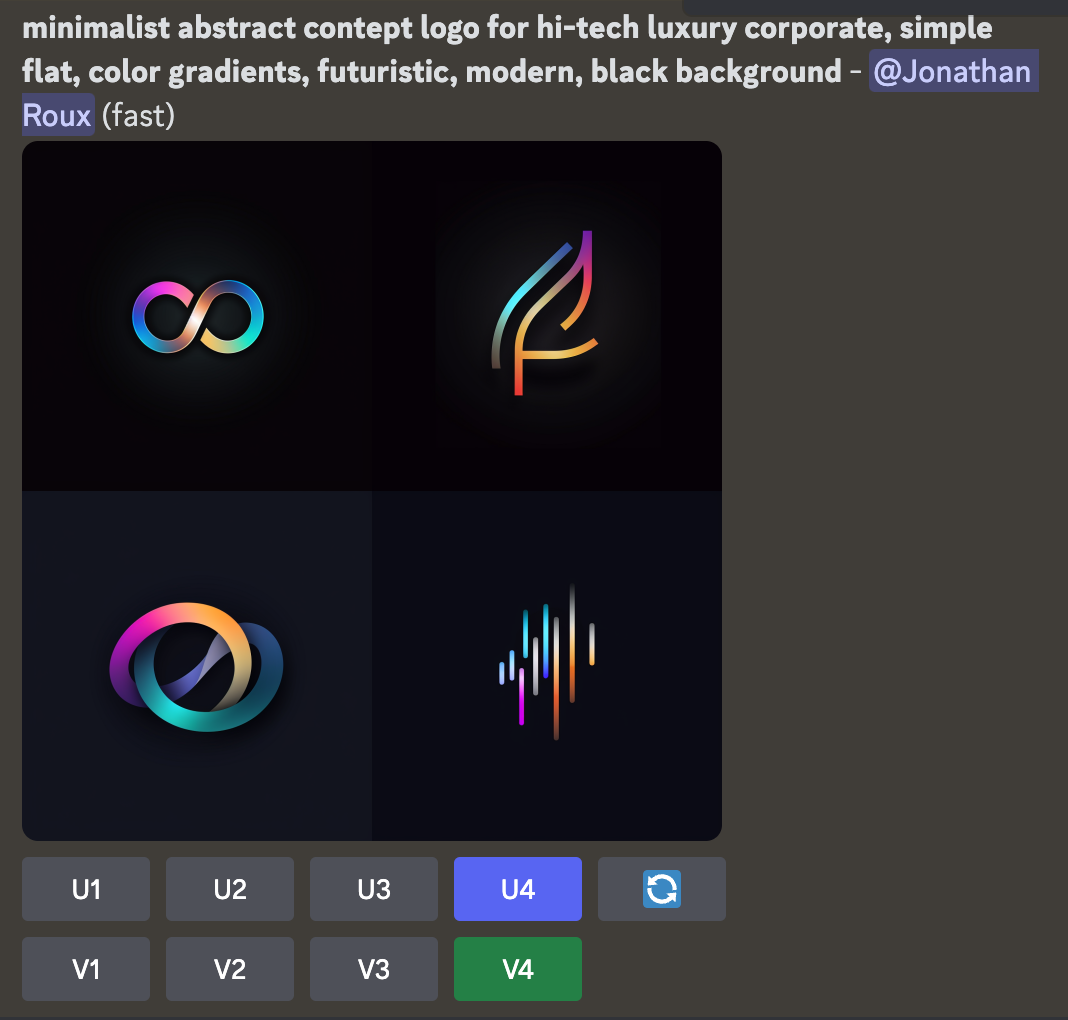 minimalist abstract contept logo for hi-tech luxury corporate, simple
flat, color gradients, futuristic, modern, black background - @Jonathan
Roux (fast)
U1 U2 U3 U4
V1 V2 V3 V4